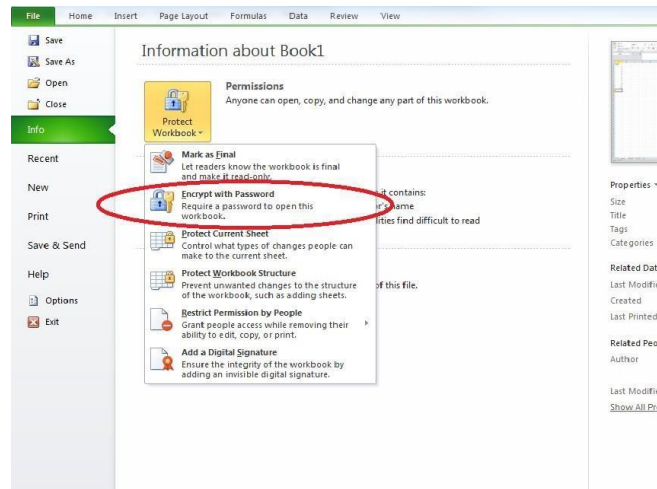 File Home Insert Page Layout Formulas Data Review View
Save
Save As
Open
Close
Info
Recent
New
Print
Save & Send
Help
Options
Exit
Information about Book1
Protect
Workbook
Permissions
Anyone can open, copy, and change any part of this workbook.
Mark as Final
Let readers know the workbook is final
and make it read-only.
Encrypt with Password
Require a password to open this
workbook.
Protect Current Sheet
Control what types of changes people can
make to the current sheet.
Protect Workbook Structure
Prevent unwanted changes to the structure
of the workbook, such as adding sheets.
Restrict Permission by People
Grant people access while removing their
ability to edit, copy, or print.
Add a Digital Signature
Ensure the integrity of the workbook by
adding an invisible digital signature.
it contains:
or's name
rties find difficult to read
of this file.
Properties
Size
Title
Tags
Categories
Related Dat
Last Modifie
Created
Last Printed
Related Peo
Author
Last Modifie
Show All Pr